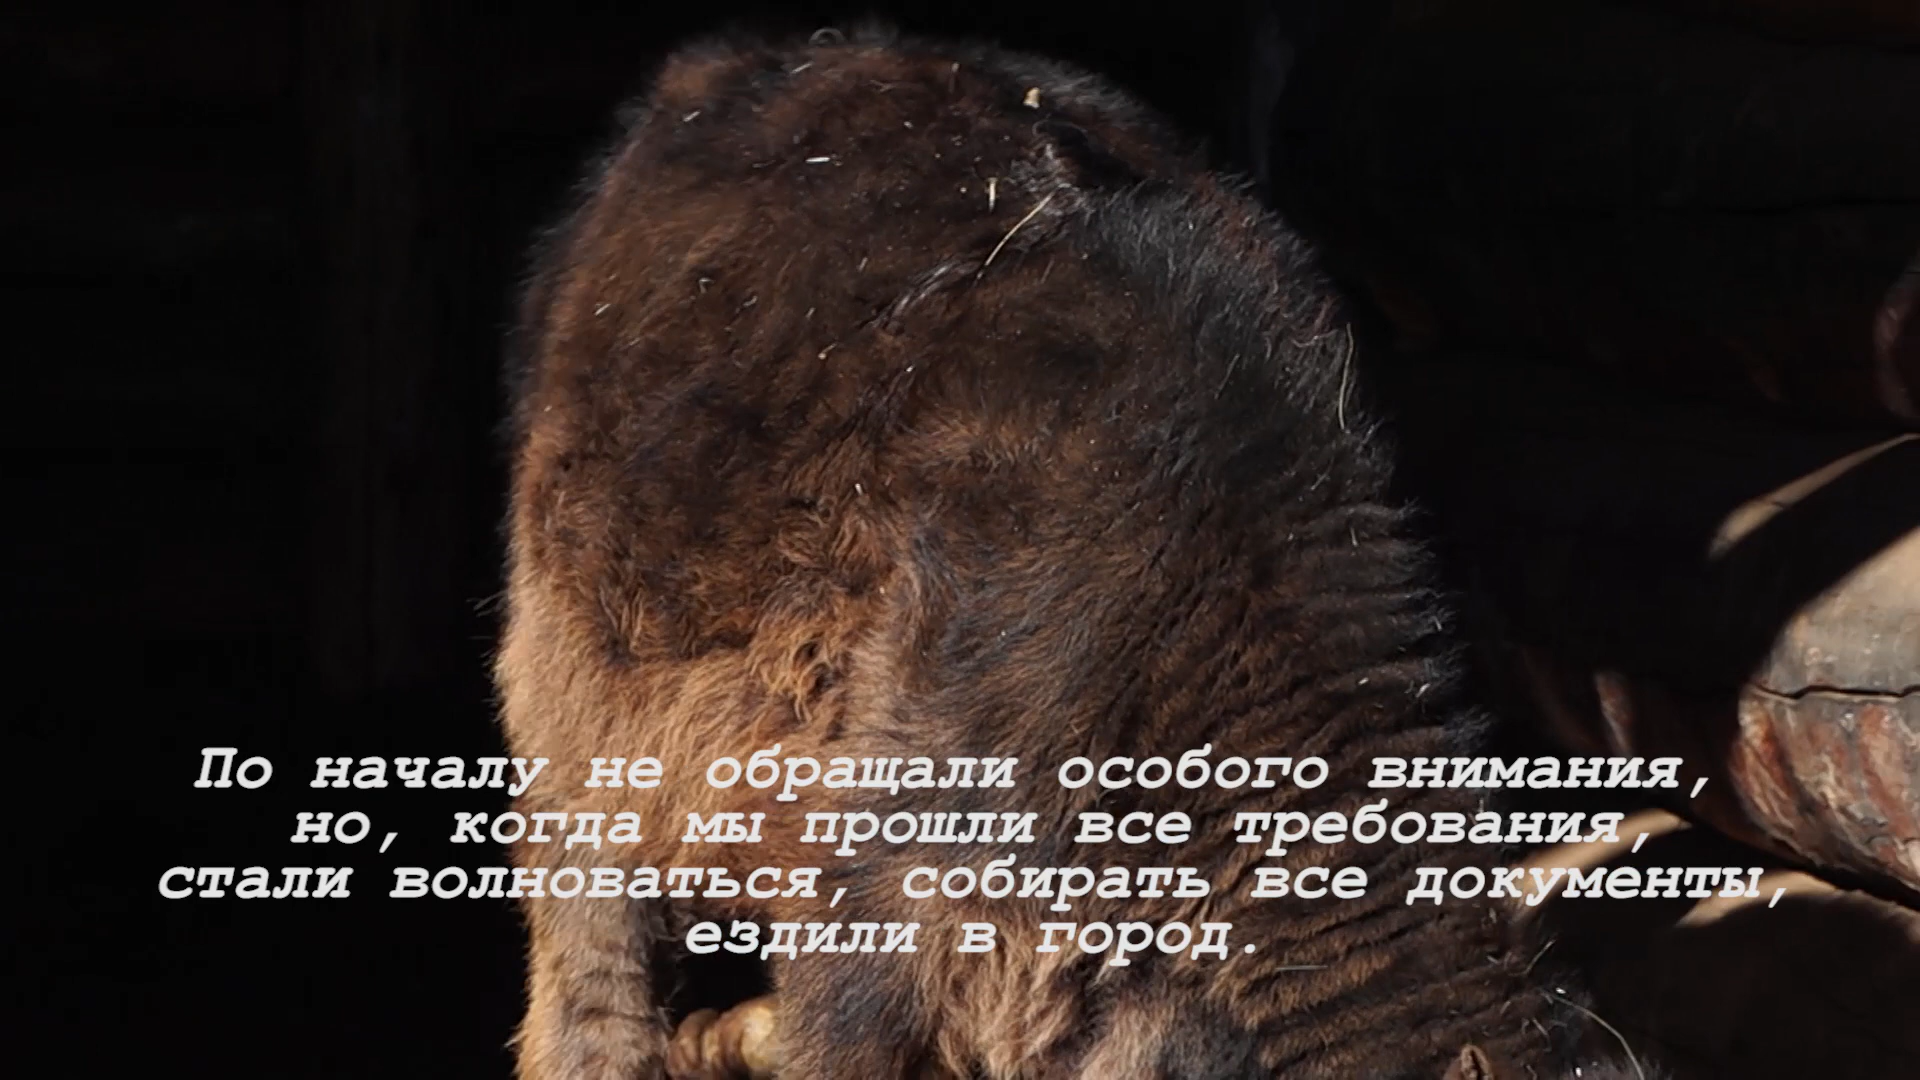 По началу не обращали особого внимания,
но, когда мы прошли все требования,
стали волноваться, собирать все документы,
ездили в город.